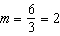 m = 6/3 = 2